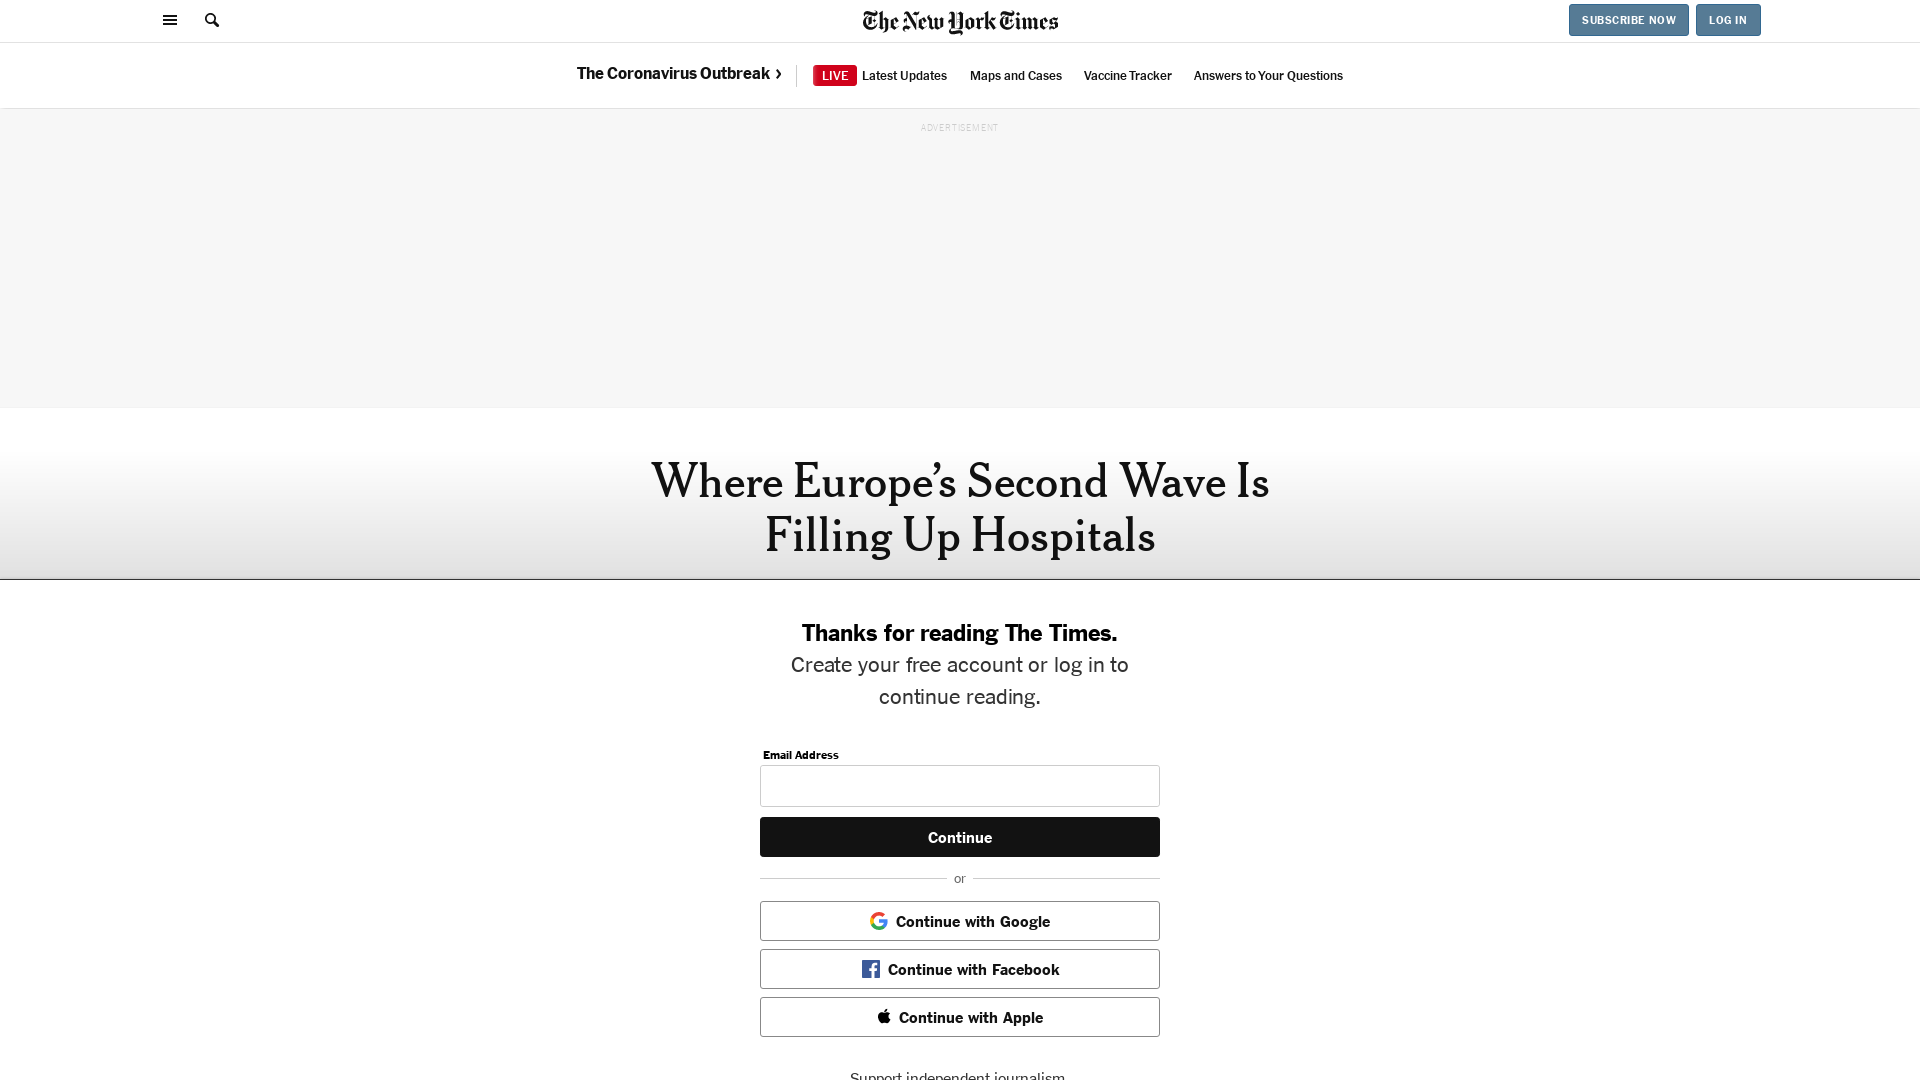 The New York Times
SUBSCRIBE NOW
LOG IN
The Coronavirus Outbreak ›
LIVE Latest Updates
Maps and Cases
Vaccine Tracker
Answers to Your Questions
ADVERTISEMENT
Where Europe’s Second Wave Is
Filling Up Hospitals
Thanks for reading The Times.
Create your free account or log in to
continue reading.
Email Address
Continue
or
Continue with Google
Continue with Facebook
Continue with Apple
Support independent journalism